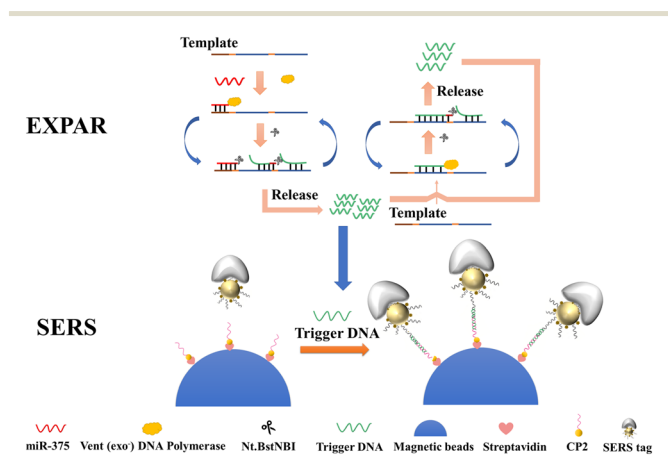 Template
EXPAR
Release
Release
Template
SERS
Trigger DNA
miR-375
Vent (exo-) DNA Polymerase
Nt.BstNBI
Trigger DNA
Magnetic beads
Streptavidin
CP2
SERS tag